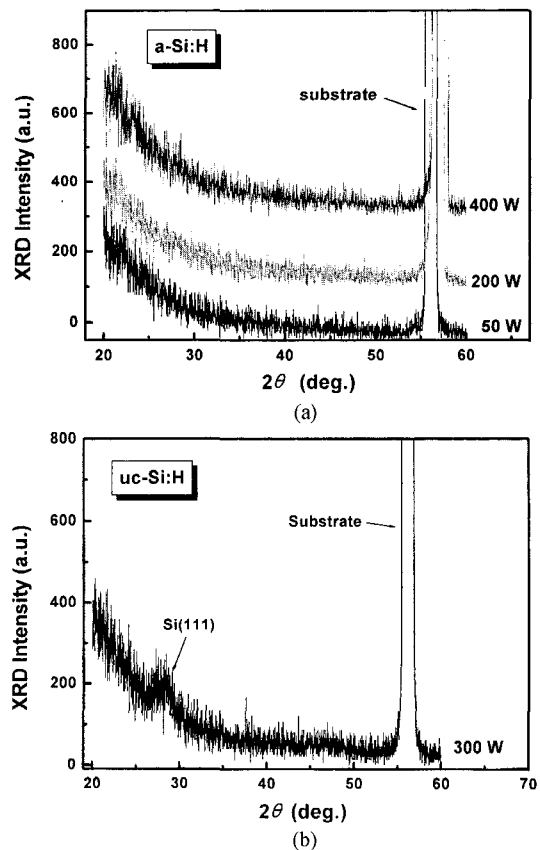 800
a-Si:H
600
substrate
400
400 W
200
200 W
0
50 W
XRD Intensity (a.u.)
20 30 40 50 60
2θ (deg.)
(a)
800
uc-Si:H
600
Substrate
400
Si(111)
200
300 W
0
XRD Intensity (a.u.)
20 30 40 50 60 70
2θ (deg.)
(b)